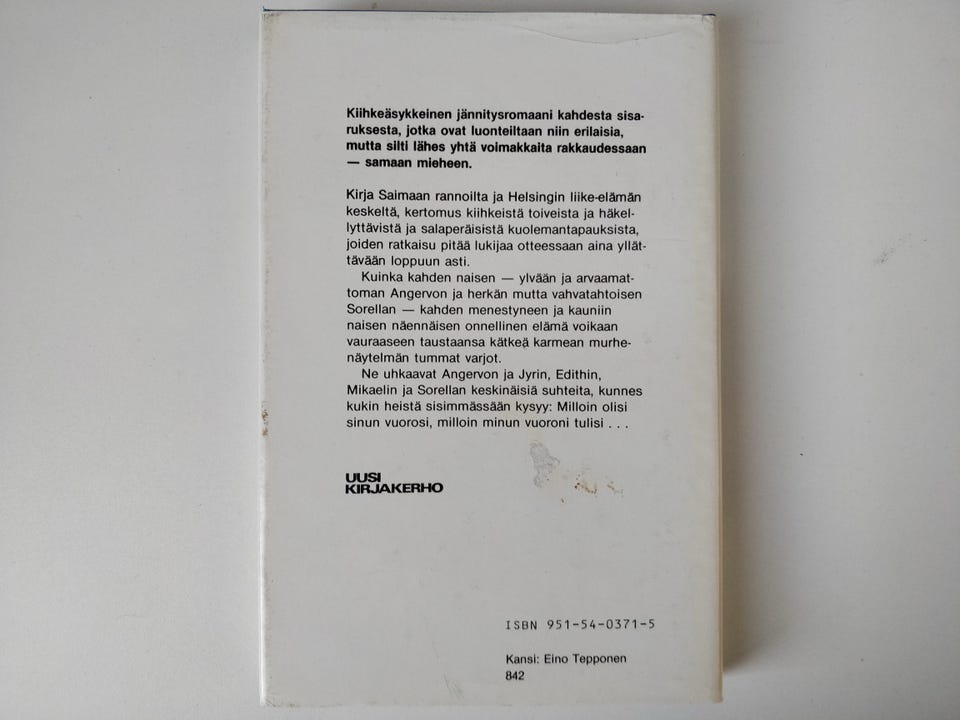 Kiihkeäsykkeinen jännitysromaani kahdesta sisa-
ruksesta, jotka ovat luonteiltaan niin erilaisia,
mutta silti lähes yhtä voimakkaita rakkaudessaan
— samaan mieheen.
Kirja Saimaan rannoilta ja Helsingin liike-elämän
keskeltä, kertomus kiihkeistä toiveista ja häkel-
lyttävistä ja salaperäisistä kuolemantapauksista,
joiden ratkaisu pitää lukijaa otteessaan aina yllät-
tävään loppuun asti.
Kuinka kahden naisen — ylvään ja arvaamat-
toman Angervon ja herkän mutta vahvatahtoisen
Sorellan — kahden menestyneen ja kauniin
naisen näennäisen onnellinen elämä voikaan
vauraaseen taustaansa kätkeä karmean murhe-
näytelmän tummat varjot.
Ne uhkaavat Angervon ja Jyrin, Edithin,
Mikaelin ja Sorellan keskinäisiä suhteita, kunnes
kukin heistä sisimmässään kysyy: Milloin olisi
sinun vuorosi, milloin minun vuoroni tulisi . . .
UUSI
KIRJAKERHO
ISBN 951-54-0371-5
Kansi: Eino Tepponen
842